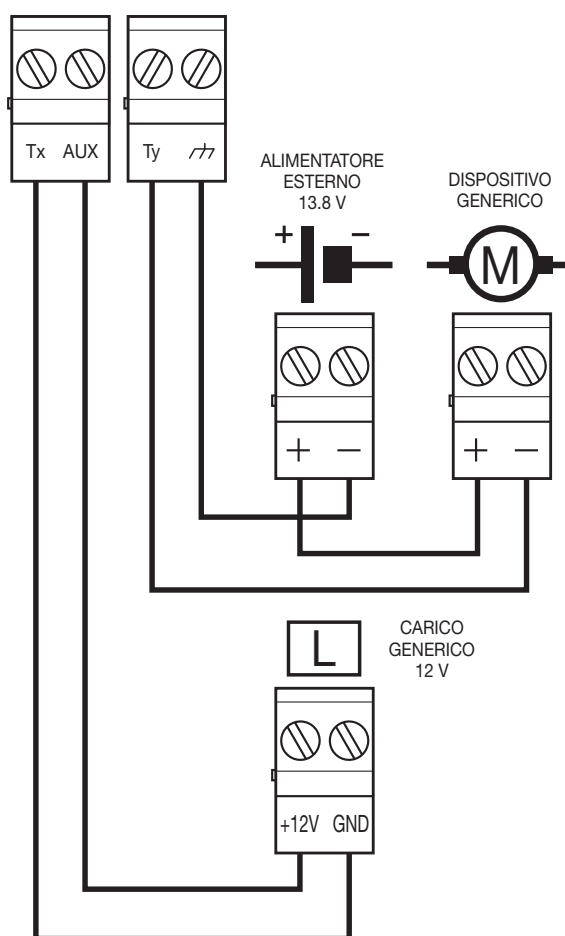 Tx AUX
Ty
ALIMENTATORE
ESTERNO
13.8 V
+ −
DISPOSITIVO
GENERICO
M
+ −
+ −
L
CARICO
GENERICO
12 V
+12V GND